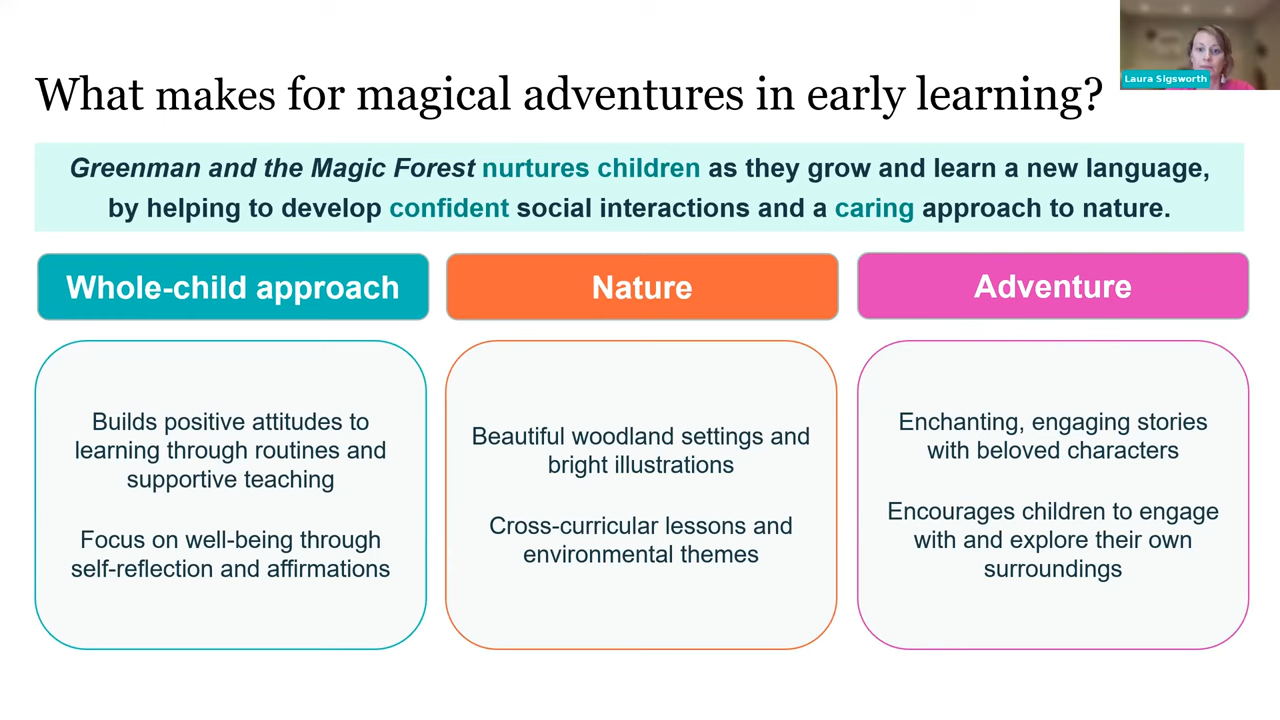 What makes for magical adventures in early learning?
Laura Sigsworth
Greenman and the Magic Forest nurtures children as they grow and learn a new language,
by helping to develop confident social interactions and a caring approach to nature.
Whole-child approach
Builds positive attitudes to
learning through routines and
supportive teaching
Focus on well-being through
self-reflection and affirmations
Nature
Beautiful woodland settings and
bright illustrations
Cross-curricular lessons and
environmental themes
Adventure
Enchanting, engaging stories
with beloved characters
Encourages children to engage
with and explore their own
surroundings